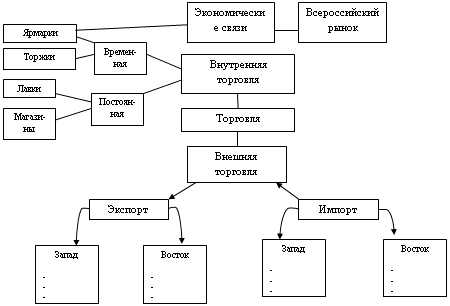 Экономически
е связи
Всероссийский
рынок
Ярмарки
Торжки
Времен-
ная
Внутренняя
торговля
Лавки
Магази-
ны
Постоян-
ная
Торговля
Внешняя
торговля
Экспорт
Импорт
Запад
.
.
.
Восток
.
.
.
Запад
.
.
.
Восток
.
.
.